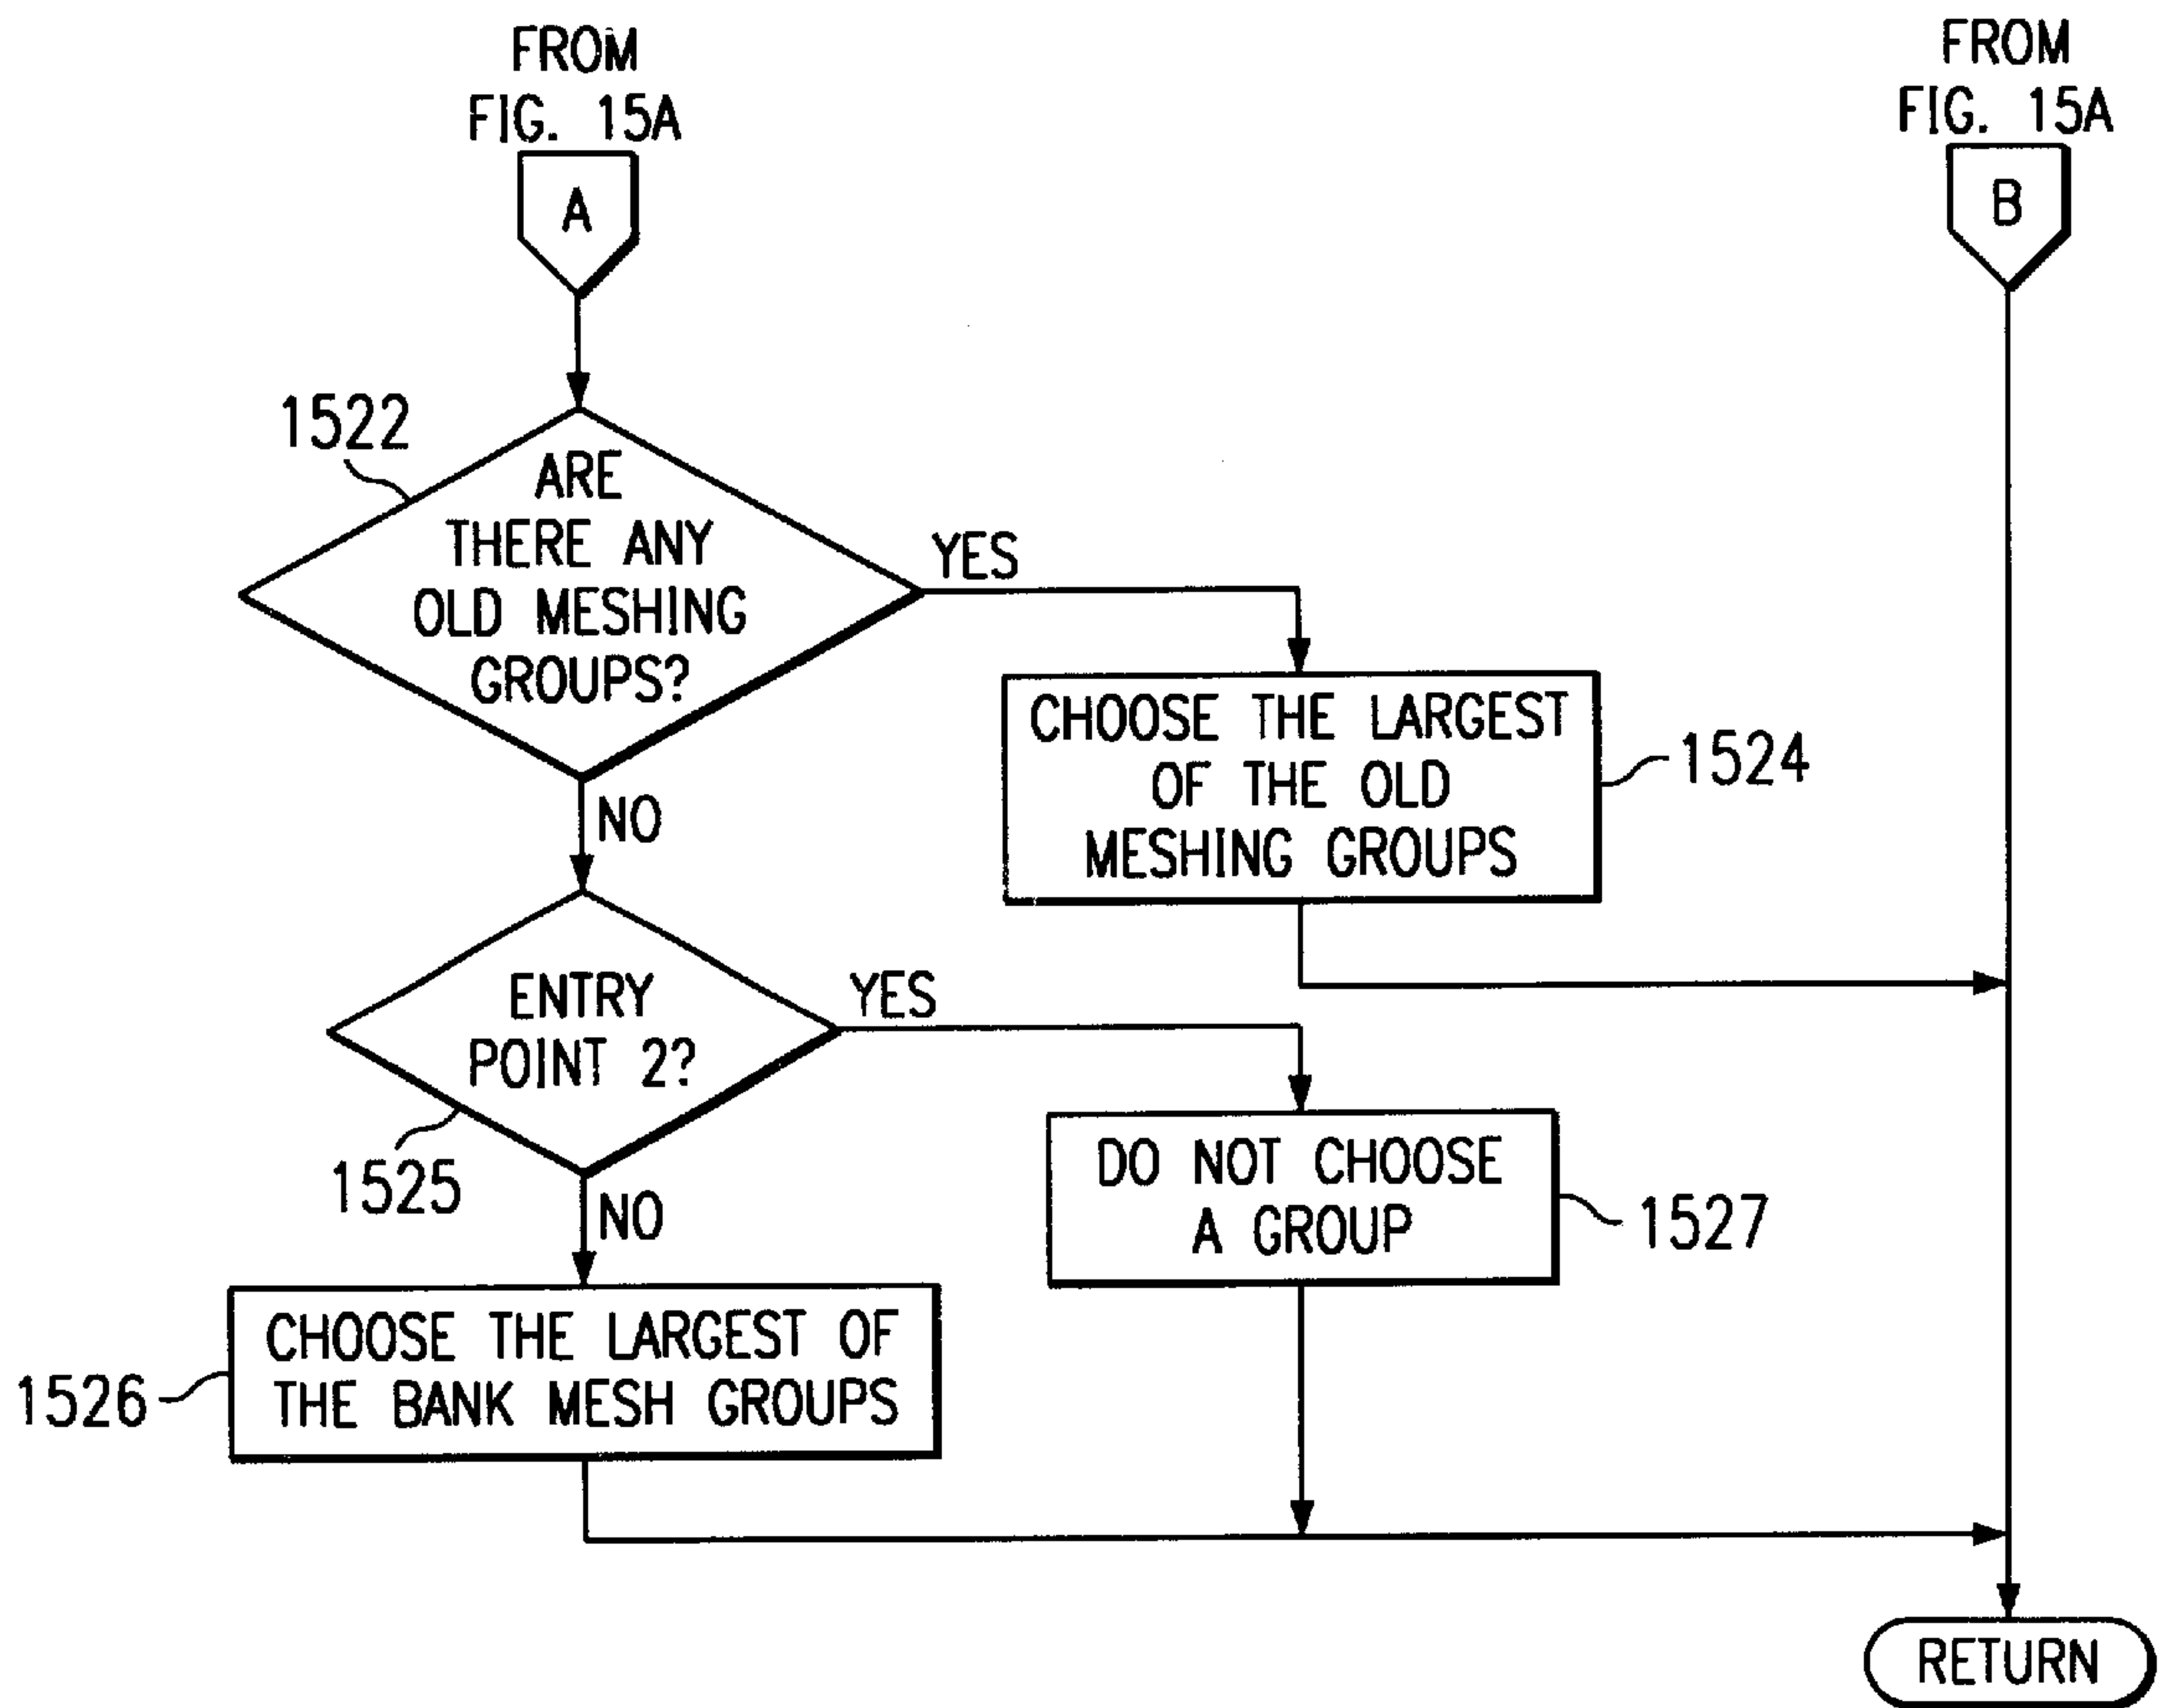 FROM
FIG. 15A
A
FROM
FIG. 15A
B
1522
ARE
THERE ANY
OLD MESHING
GROUPS?
YES
NO
CHOOSE THE LARGEST
OF THE OLD
MESHING GROUPS
1524
ENTRY
POINT 2?
1525
YES
NO
DO NOT CHOOSE
A GROUP
1527
CHOOSE THE LARGEST OF
THE BANK MESH GROUPS
1526
RETURN